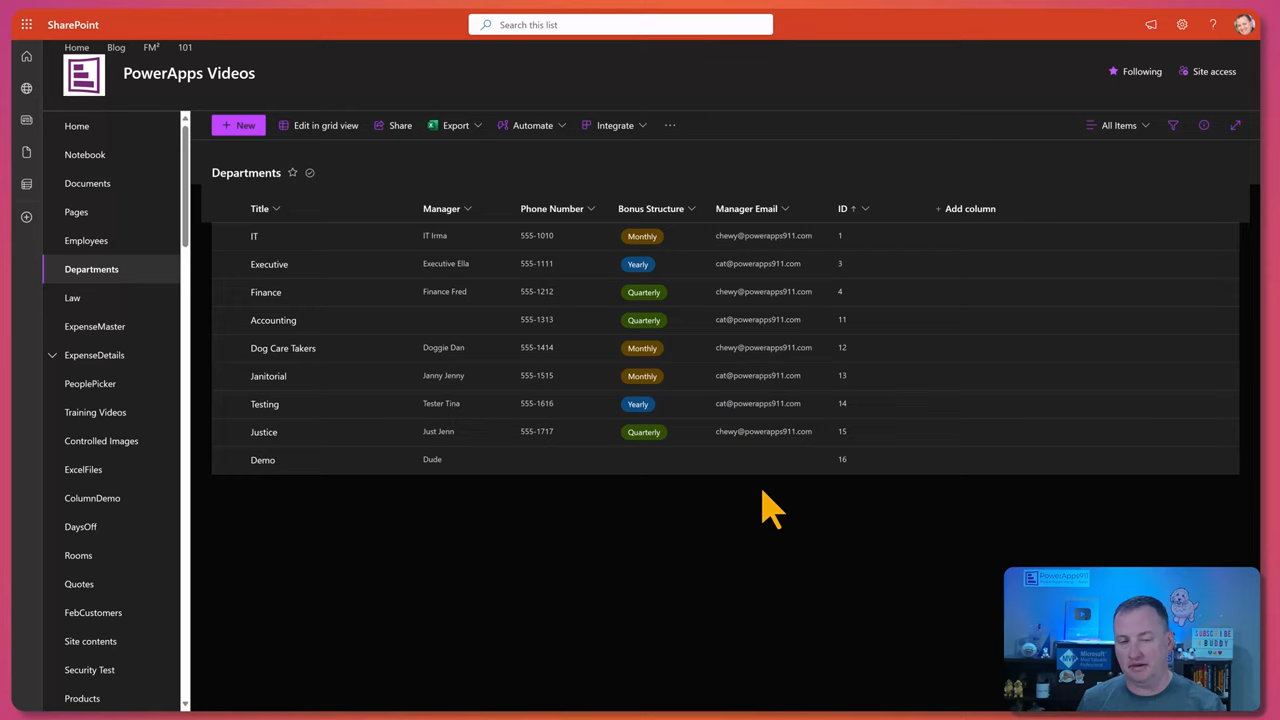 SharePoint
Search this list
Home Blog FM² 101
PowerApps Videos
Following Site access
Home
Notebook
Documents
Pages
Employees
Departments
Law
ExpenseMaster
ExpenseDetails
PeoplePicker
Training Videos
Controlled Images
ExcelFiles
ColumnDemo
DaysOff
Rooms
Quotes
FebCustomers
Site contents
Security Test
Products
+ New Edit in grid view Share Export Automate Integrate ... All Items
Departments
Title Manager Phone Number Bonus Structure Manager Email ID ↑ + Add column
IT IT Irma 555-1010 Monthly chewy@powerapps911.com 1
Executive Executive Ella 555-1111 Yearly cat@powerapps911.com 3
Finance Finance Fred 555-1212 Quarterly chewy@powerapps911.com 4
Accounting 555-1313 Quarterly cat@powerapps911.com 11
Dog Care Takers Doggie Dan 555-1414 Monthly chewy@powerapps911.com 12
Janitorial Janny Jenny 555-1515 Monthly cat@powerapps911.com 13
Testing Tester Tina 555-1616 Yearly cat@powerapps911.com 14
Justice Just Jenn 555-1717 Quarterly chewy@powerapps911.com 15
Demo Dude 16
PowerApps911
SUBSCRIBE
BUDDY
Microsoft
MVP